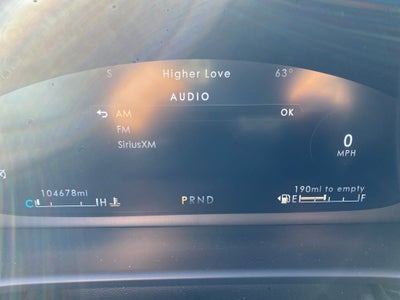 S Higher Love 63°
AUDIO
AM OK
FM
SiriusXM
0
MPH
104678mi
190mi to empty
C H PRND E F